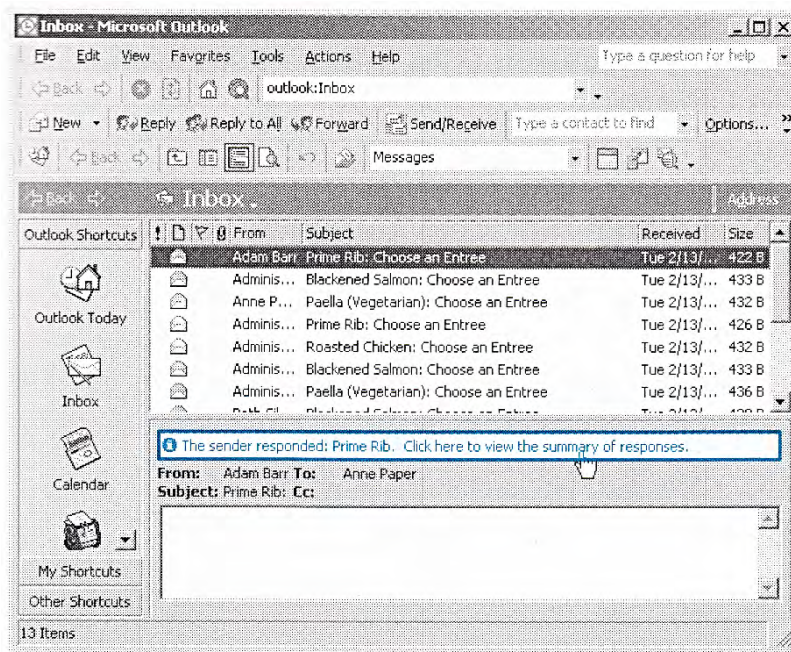 Inbox - Microsoft Outlook
File Edit View Favorites Tools Actions Help Type a question for help
Back outlook:Inbox
New Reply Reply to All Forward Send/Receive Type a contact to find Options...
Back Messages
Back Inbox Address
Outlook Shortcuts ! From Subject Received Size
Adam Barr Prime Rib: Choose an Entree Tue 2/13/... 422 B
Adminis... Blackened Salmon: Choose an Entree Tue 2/13/... 433 B
Outlook Today Anne P... Paella (Vegetarian): Choose an Entree Tue 2/13/... 432 B
Adminis... Prime Rib: Choose an Entree Tue 2/13/... 426 B
Adminis... Roasted Chicken: Choose an Entree Tue 2/13/... 432 B
Adminis... Blackened Salmon: Choose an Entree Tue 2/13/... 433 B
Inbox Adminis... Paella (Vegetarian): Choose an Entree Tue 2/13/... 436 B
The sender responded: Prime Rib. Click here to view the summary of responses.
Calendar From: Adam Barr To: Anne Paper
Subject: Prime Rib: Cc:
My Shortcuts
Other Shortcuts
13 Items